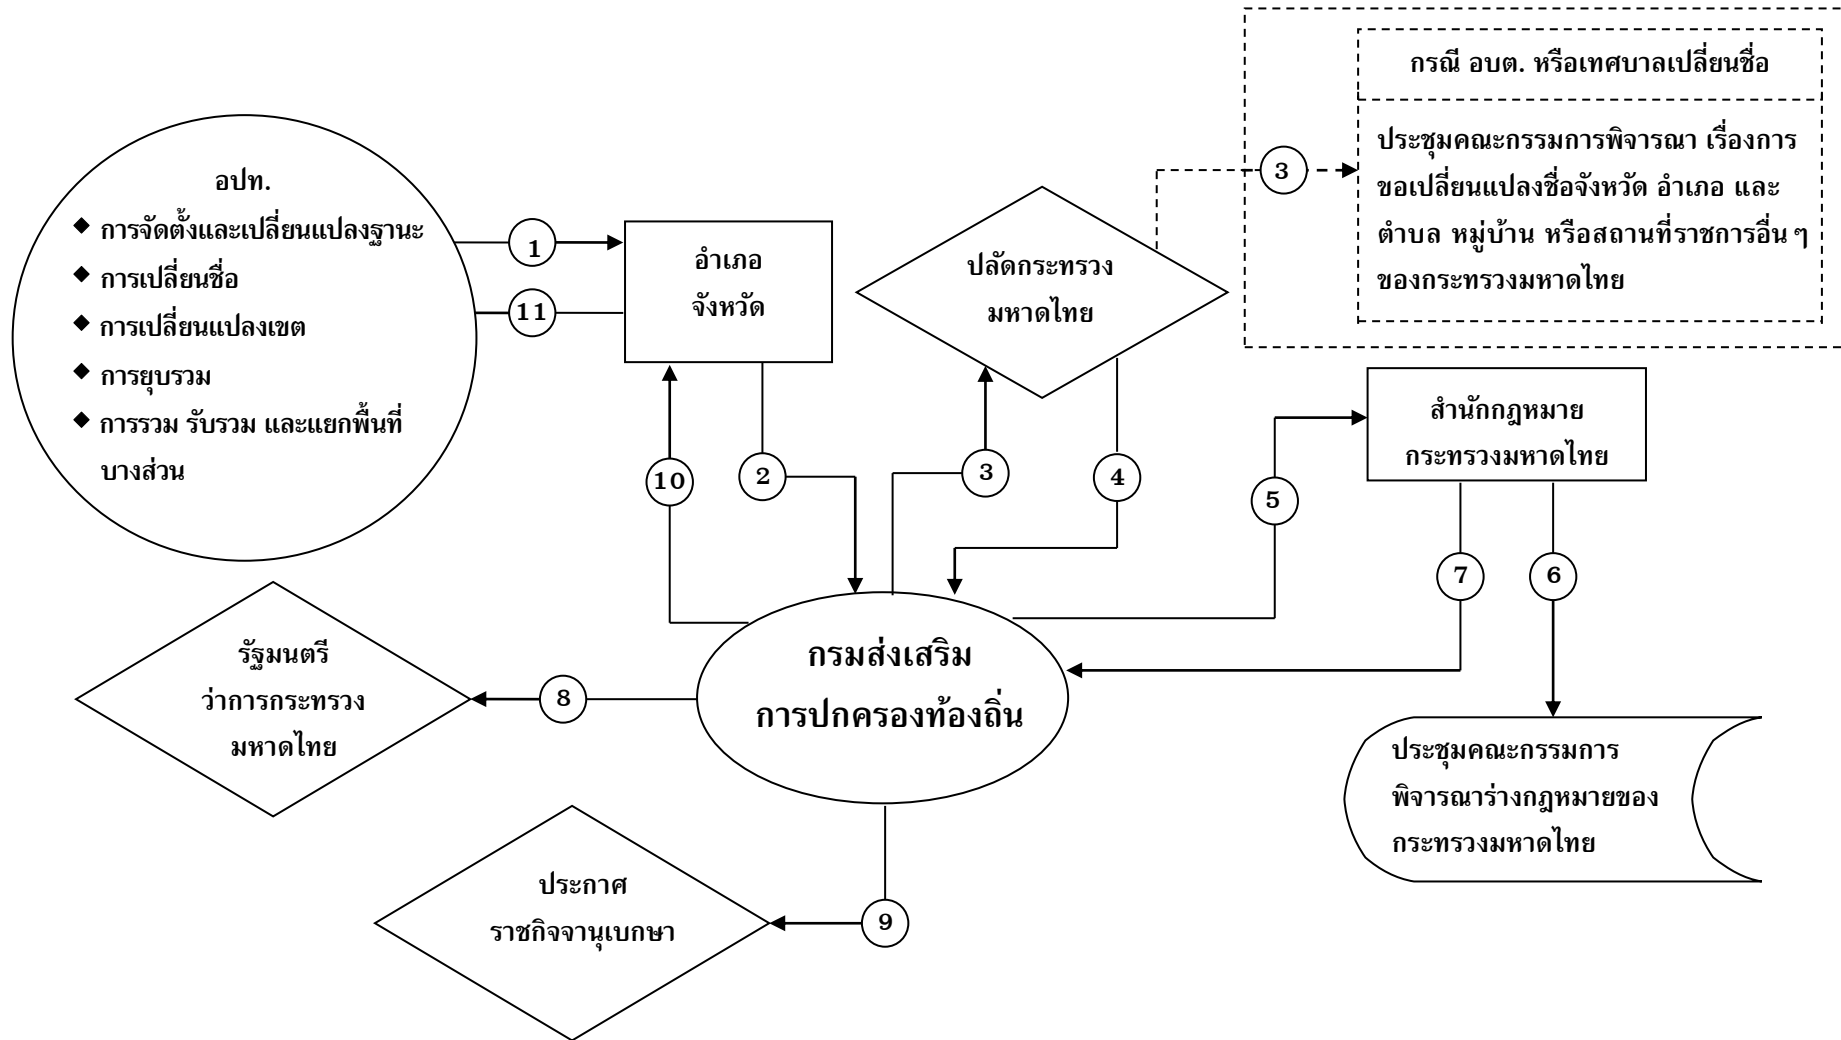 กรณี อบต. หรือเทศบาลเปลี่ยนชื่อ
ประชุมคณะกรรมการพิจารณา เรื่องการ
ขอเปลี่ยนแปลงชื่อจังหวัด อำเภอ และ
ตำบล หมู่บ้าน หรือสถานที่ราชการอื่นๆ
ของกระทรวงมหาดไทย
3
อปท.
◆ การจัดตั้งและเปลี่ยนแปลงฐานะ
◆ การเปลี่ยนชื่อ
◆ การเปลี่ยนแปลงเขต
◆ การยุบรวม
◆ การรวม รับรวม และแยกพื้นที่
บางส่วน
1
11
อำเภอ
จังหวัด
ปลัดกระทรวง
มหาดไทย
สำนักกฎหมาย
กระทรวงมหาดไทย
10
2
3
4
5
7
6
กรมส่งเสริม
การปกครองท้องถิ่น
รัฐมนตรี
ว่าการกระทรวง
มหาดไทย
8
ประชุมคณะกรรมการ
พิจารณาร่างกฎหมายของ
กระทรวงมหาดไทย
ประกาศ
ราชกิจจานุเบกษา
9